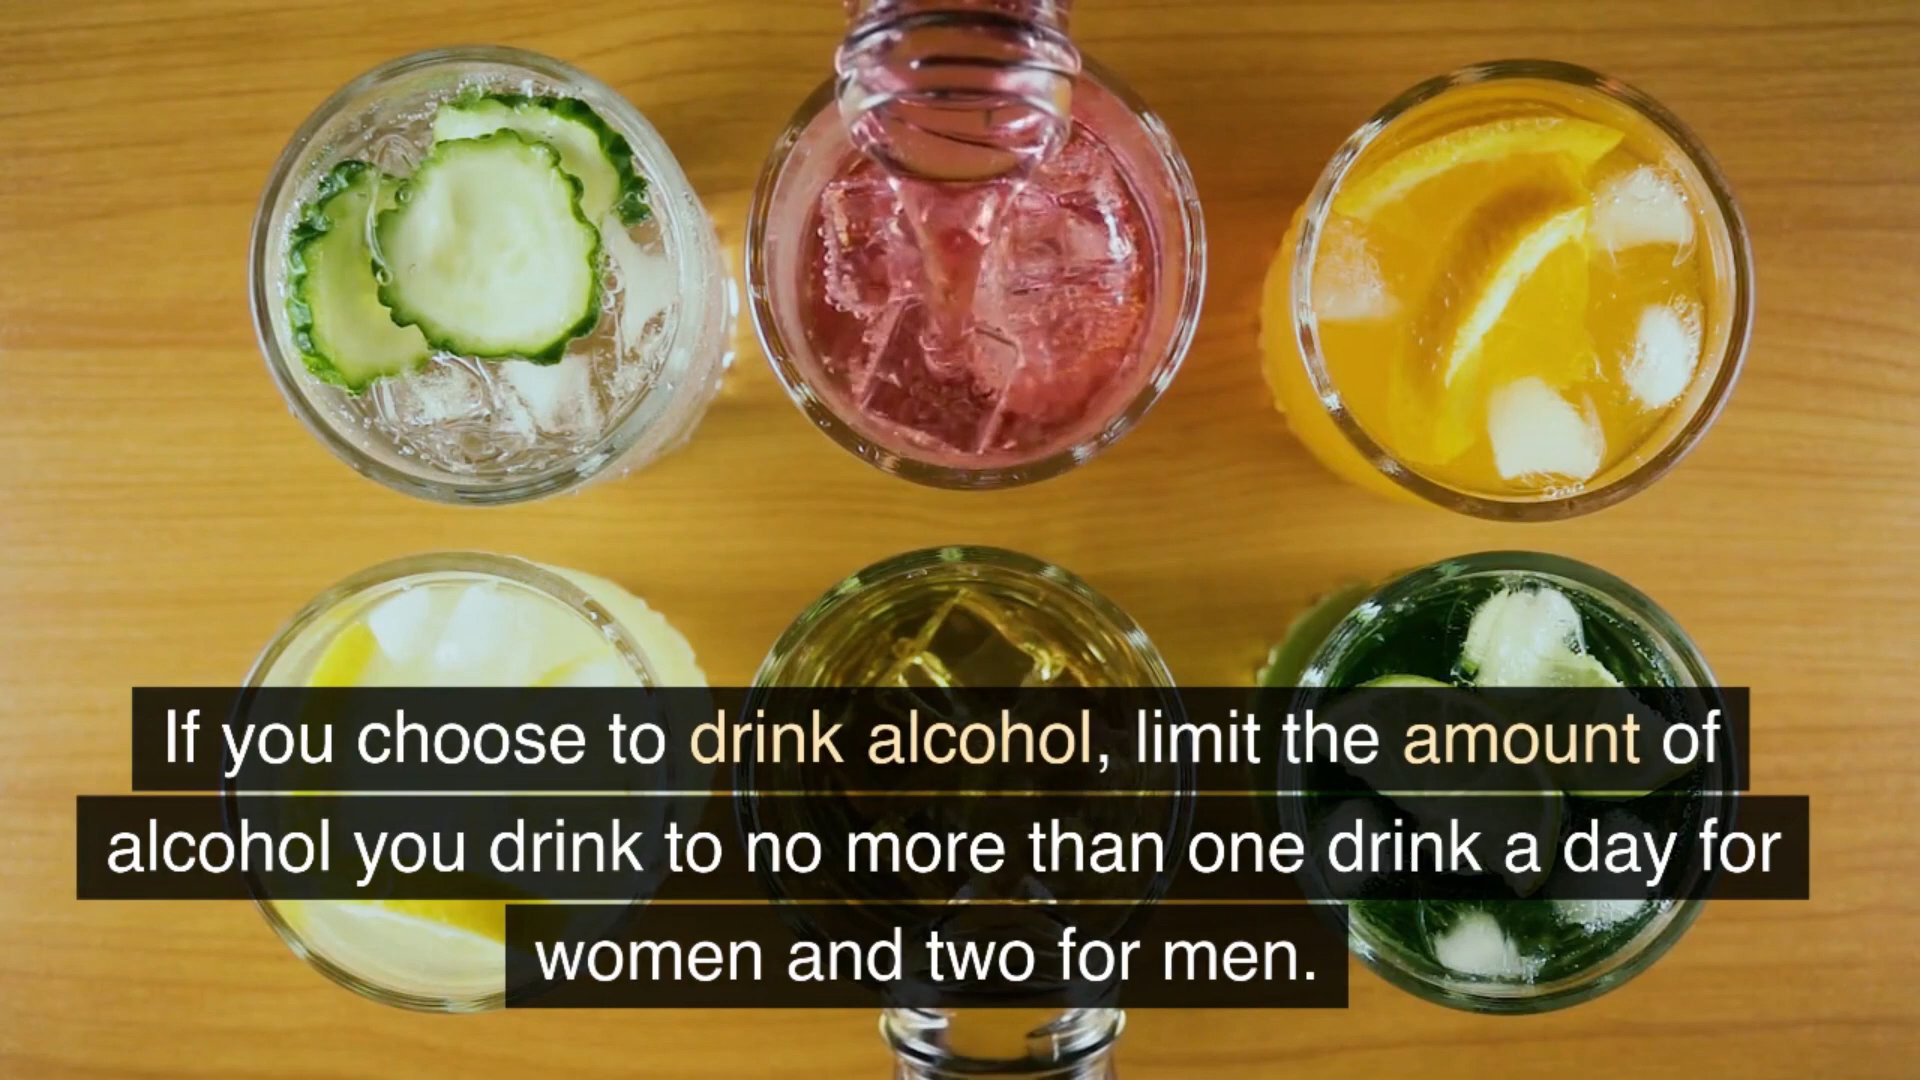 If you choose to drink alcohol, limit the amount of
alcohol you drink to no more than one drink a day for
women and two for men.